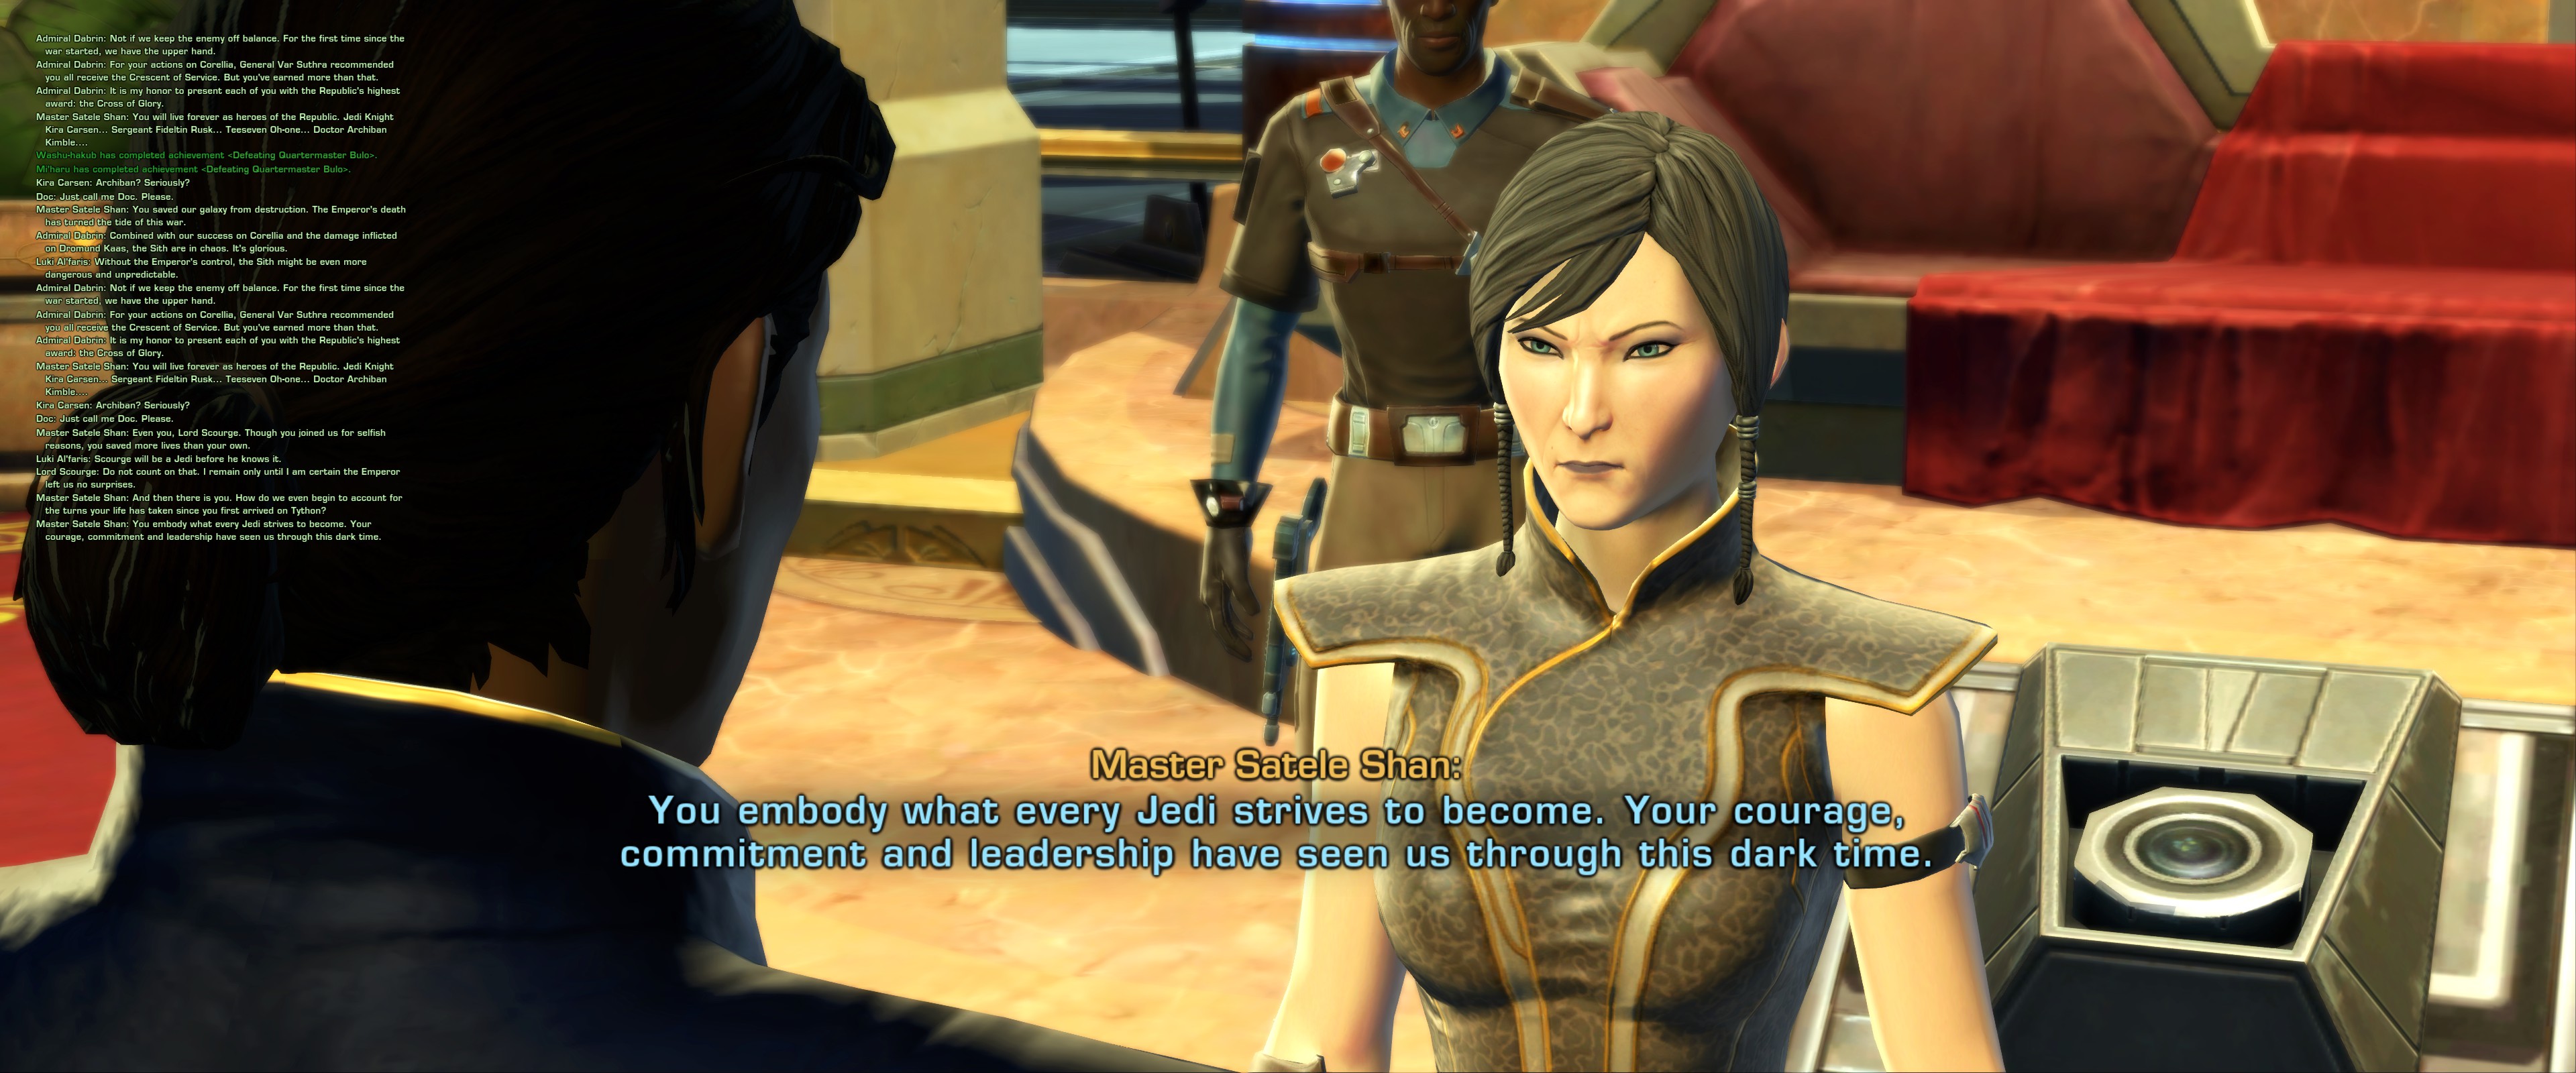 Admiral Dabrin: Not if we keep the enemy off balance. For the first time since the
war started, we have the upper hand.
Admiral Dabrin: For your actions on Corellia, General Var Suthra recommended
you all receive the Crescent of Service. But you've earned more than that.
Admiral Dabrin: It is my honor to present each of you with the Republic's highest
award: the Cross of Glory.
Master Satele Shan: You will live forever as heroes of the Republic. Jedi Knight
Kira Carsen... Sergeant Fideltin Rusk... Teeseven Oh-one... Doctor Archiban
Kimble....
Washu-hakub has completed achievement <Defeating Quartermaster Bulo>.
Mi'haru has completed achievement <Defeating Quartermaster Bulo>.
Kira Carsen: Archiban? Seriously?
Doc: Just call me Doc. Please.
Master Satele Shan: You saved our galaxy from destruction. The Emperor's death
has turned the tide of this war.
Admiral Dabrin: Combined with our success on Corellia and the damage inflicted
on Dromund Kaas, the Sith are in chaos. It's glorious.
Luki Al'faris: Without the Emperor's control, the Sith might be even more
dangerous and unpredictable.
Admiral Dabrin: Not if we keep the enemy off balance. For the first time since the
war started, we have the upper hand.
Admiral Dabrin: For your actions on Corellia, General Var Suthra recommended
you all receive the Crescent of Service. But you've earned more than that.
Admiral Dabrin: It is my honor to present each of you with the Republic's highest
award: the Cross of Glory.
Master Satele Shan: You will live forever as heroes of the Republic. Jedi Knight
Kira Carsen... Sergeant Fideltin Rusk... Teeseven Oh-one... Doctor Archiban
Kimble....
Kira Carsen: Archiban? Seriously?
Doc: Just call me Doc. Please.
Master Satele Shan: Even you, Lord Scourge. Though you joined us for selfish
reasons, you saved more lives than your own.
Luki Al'faris: Scourge will be a Jedi before he knows it.
Lord Scourge: Do not count on that. I remain only until I am certain the Emperor
left us no surprises.
Master Satele Shan: And then there is you. How do we even begin to account for
the turns your life has taken since you first arrived on Tython?
Master Satele Shan: You embody what every Jedi strives to become. Your
courage, commitment and leadership have seen us through this dark time.
Master Satele Shan:
You embody what every Jedi strives to become. Your courage,
commitment and leadership have seen us through this dark time.